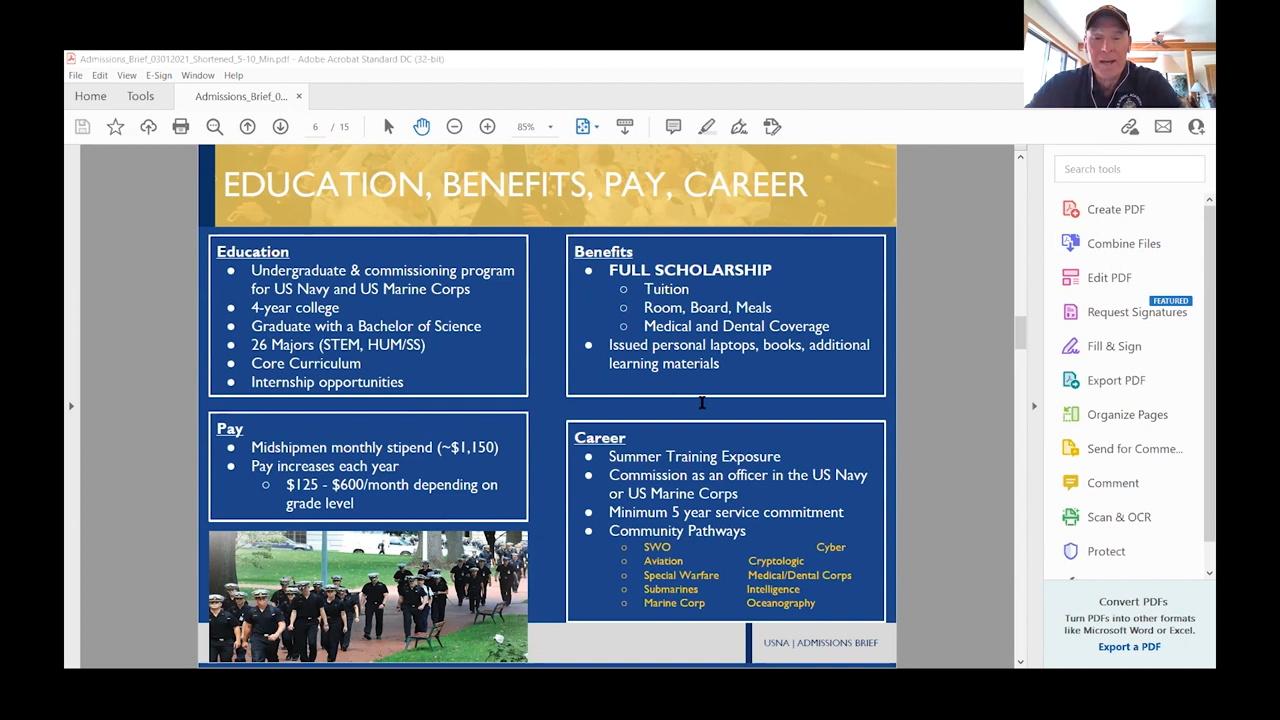 Admissions_Brief_03012021_Shortened_5-10_Min.pdf - Adobe Acrobat Standard DC (32-bit)
File Edit View E-Sign Window Help
Home Tools Admissions_Brief_0... ×
6 / 15 85%
EDUCATION, BENEFITS, PAY, CAREER
Education
● Undergraduate & commissioning program
for US Navy and US Marine Corps
● 4-year college
● Graduate with a Bachelor of Science
● 26 Majors (STEM, HUM/SS)
● Core Curriculum
● Internship opportunities
Benefits
● FULL SCHOLARSHIP
○ Tuition
○ Room, Board, Meals
○ Medical and Dental Coverage
● Issued personal laptops, books, additional
learning materials
Pay
● Midshipmen monthly stipend (~$1,150)
● Pay increases each year
○ $125 - $600/month depending on
grade level
Career
● Summer Training Exposure
● Commission as an officer in the US Navy
or US Marine Corps
● Minimum 5 year service commitment
● Community Pathways
○ SWO Cyber
○ Aviation Cryptologic
○ Special Warfare Medical/Dental Corps
○ Submarines Intelligence
○ Marine Corp Oceanography
USNA | ADMISSIONS BRIEF
Search tools
Create PDF
Combine Files
Edit PDF
FEATURED
Request Signatures
Fill & Sign
Export PDF
Organize Pages
Send for Comme...
Comment
Scan & OCR
Protect
Convert PDFs
Turn PDFs into other formats
like Microsoft Word or Excel.
Export a PDF